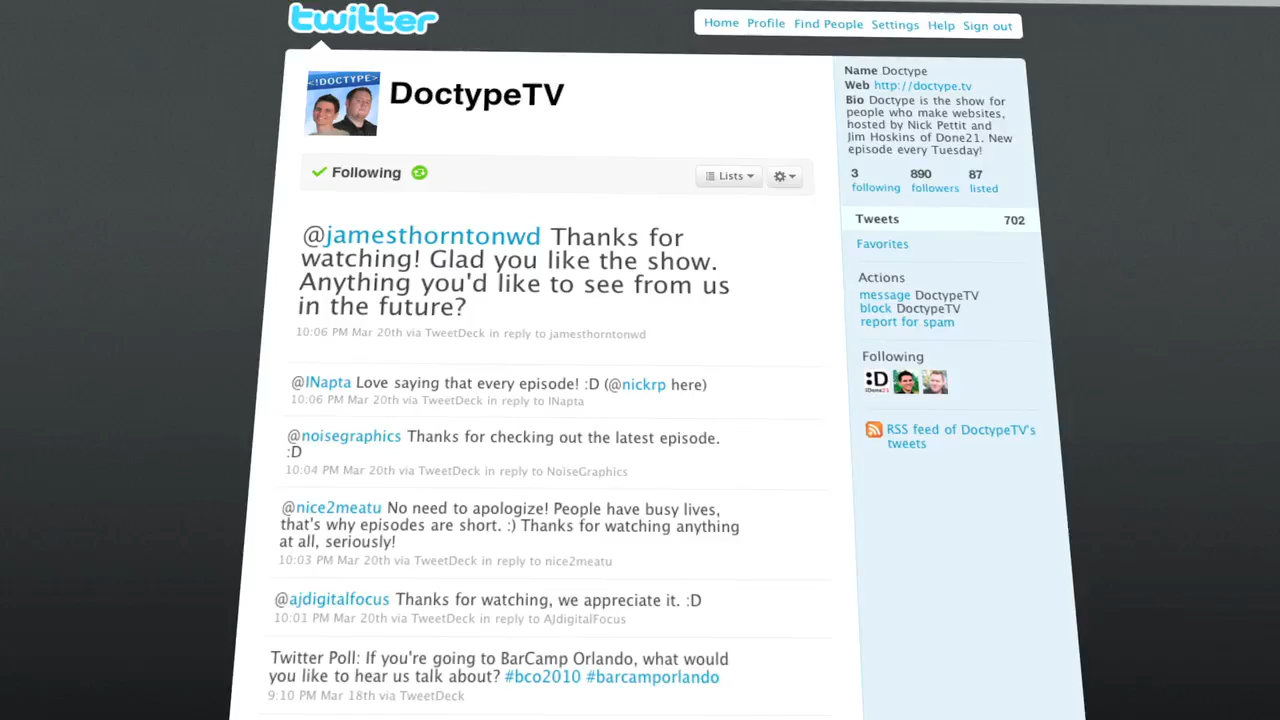 twitter
Home Profile Find People Settings Help Sign out
<!DOCTYPE>
DoctypeTV
Following
Lists
@jamesthorntonwd Thanks for
watching! Glad you like the show.
Anything you'd like to see from us
in the future?
10:06 PM Mar 20th via TweetDeck in reply to jamesthorntonwd
@INapta Love saying that every episode! :D (@nickrp here)
10:06 PM Mar 20th via TweetDeck in reply to INapta
@noisegraphics Thanks for checking out the latest episode.
:D
10:04 PM Mar 20th via TweetDeck in reply to NoiseGraphics
@nice2meatu No need to apologize! People have busy lives,
that's why episodes are short. :) Thanks for watching anything
at all, seriously!
10:03 PM Mar 20th via TweetDeck in reply to nice2meatu
@ajdigitalfocus Thanks for watching, we appreciate it. :D
10:01 PM Mar 20th via TweetDeck in reply to AJdigitalFocus
Twitter Poll: If you're going to BarCamp Orlando, what would
you like to hear us talk about? #bco2010 #barcamporlando
9:10 PM Mar 18th via TweetDeck
Name Doctype
Web http://doctype.tv
Bio Doctype is the show for
people who make websites,
hosted by Nick Pettit and
Jim Hoskins of Done21. New
episode every Tuesday!
3 890 87
following followers listed
Tweets 702
Favorites
Actions
message DoctypeTV
block DoctypeTV
report for spam
Following
:D
RSS feed of DoctypeTV's
tweets